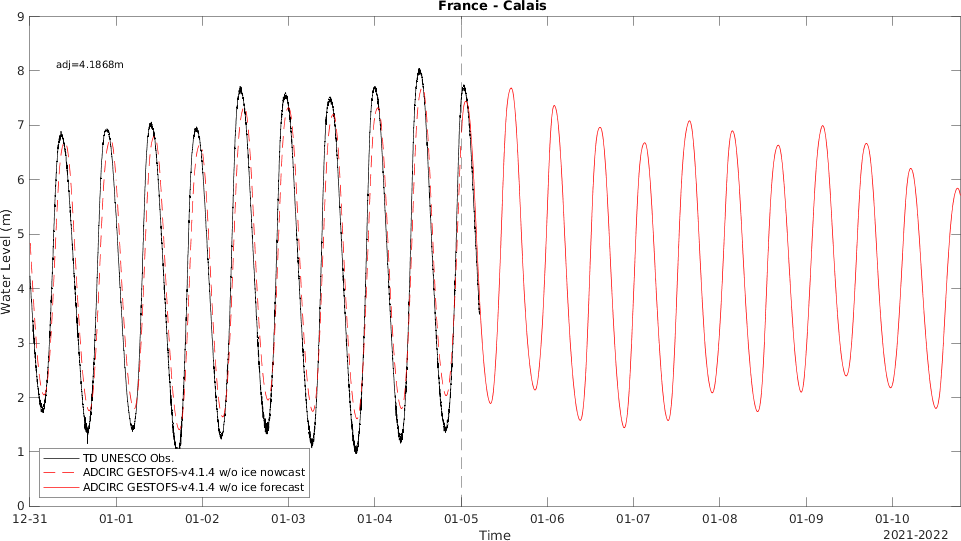 France - Calais
adj=4.1868m
9
8
7
6
5
4
3
2
1
0
Water Level (m)
TD UNESCO Obs.
ADCIRC GESTOFS-v4.1.4 w/o ice nowcast
ADCIRC GESTOFS-v4.1.4 w/o ice forecast
12-31 01-01 01-02 01-03 01-04 01-05 01-06 01-07 01-08 01-09 01-10
Time
2021-2022